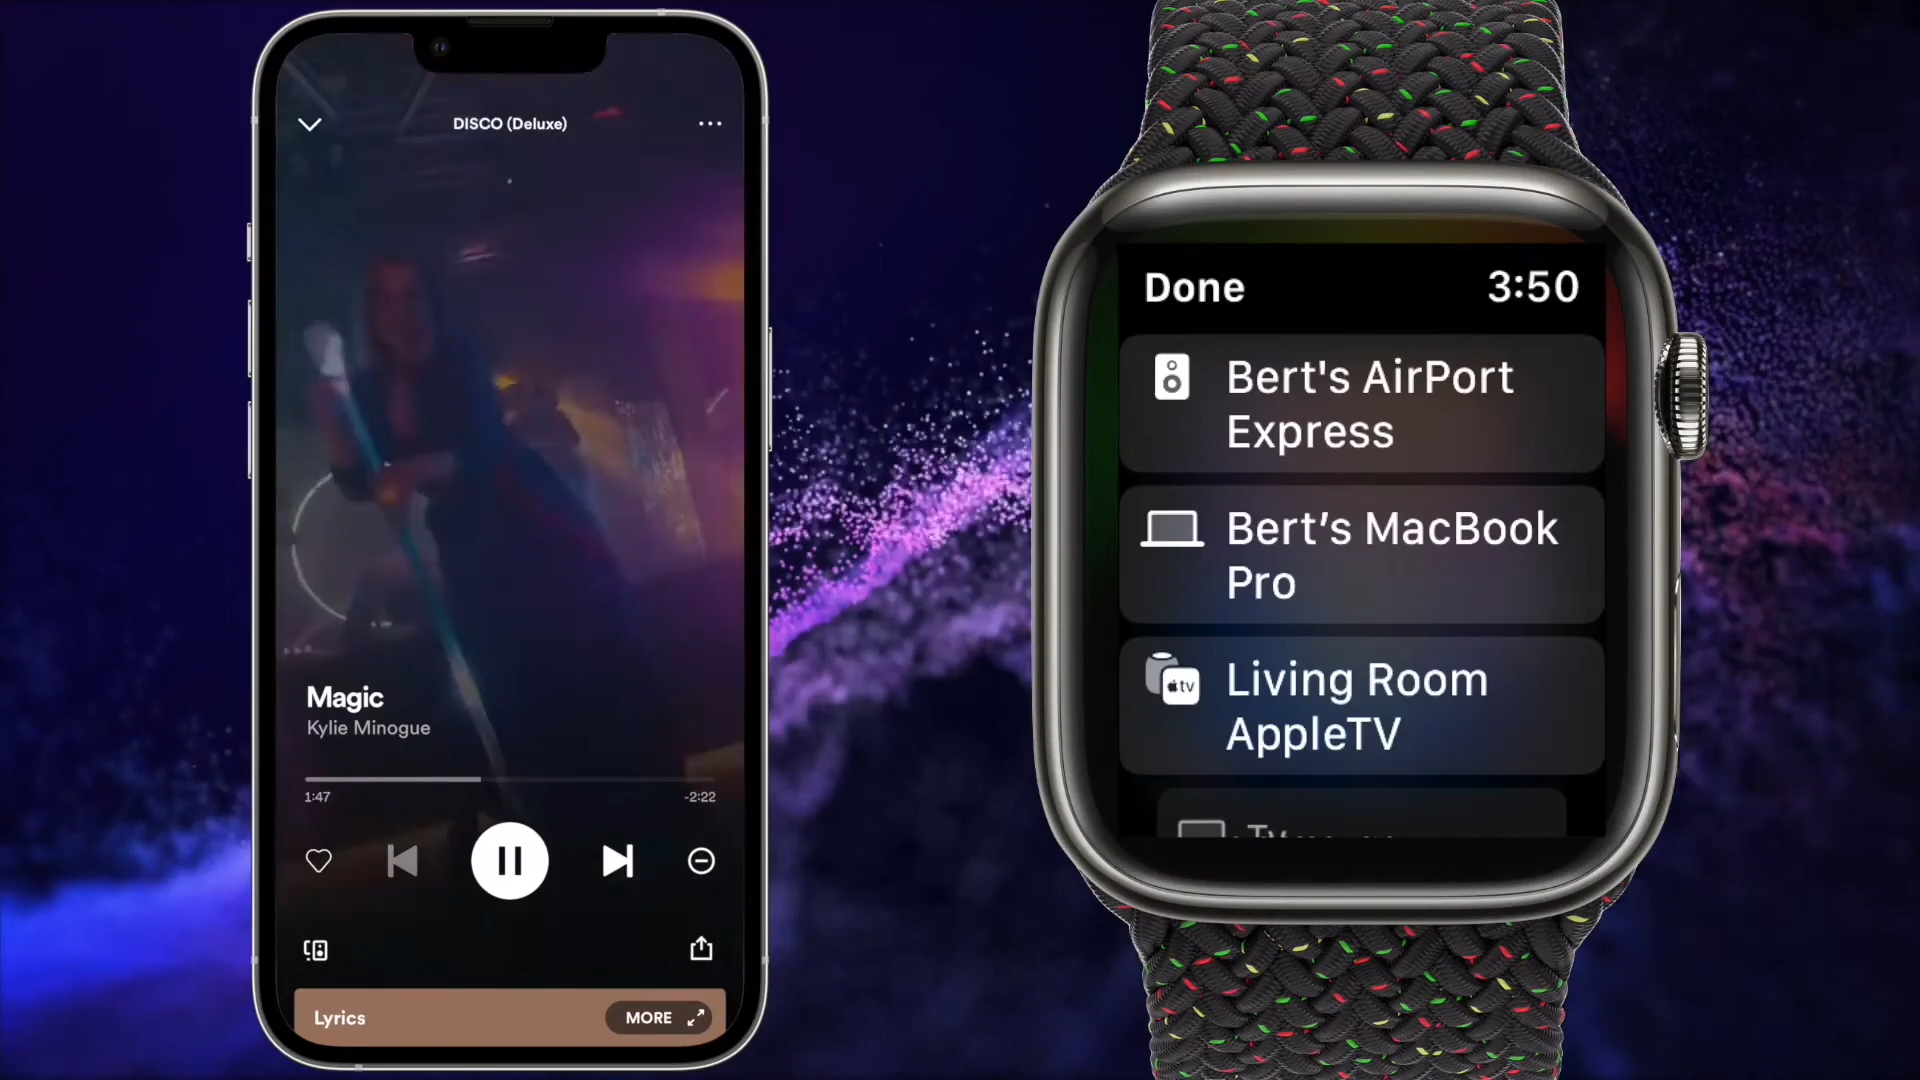 DISCO (Deluxe)
Magic
Kylie Minogue
1:47
-2:22
Lyrics
MORE
Done
3:50
Bert's AirPort
Express
Bert’s MacBook
Pro
tv
Living Room
AppleTV